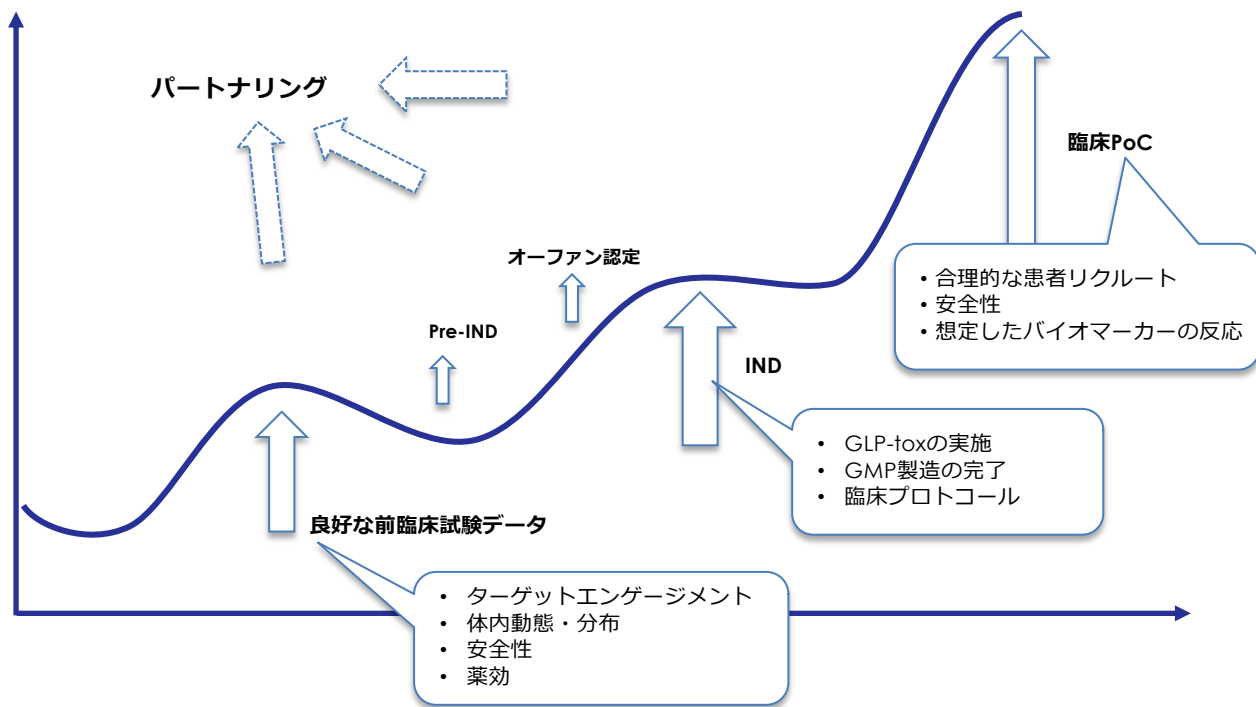 パートナリング
臨床PoC
オーファン認定
・合理的な患者リクルート
・安全性
・想定したバイオマーカーの反応
Pre-IND
IND
• GLP-toxの実施
• GMP製造の完了
• 臨床プロトコール
良好な前臨床試験データ
• ターゲットエンゲージメント
• 体内動態・分布
• 安全性
• 薬効